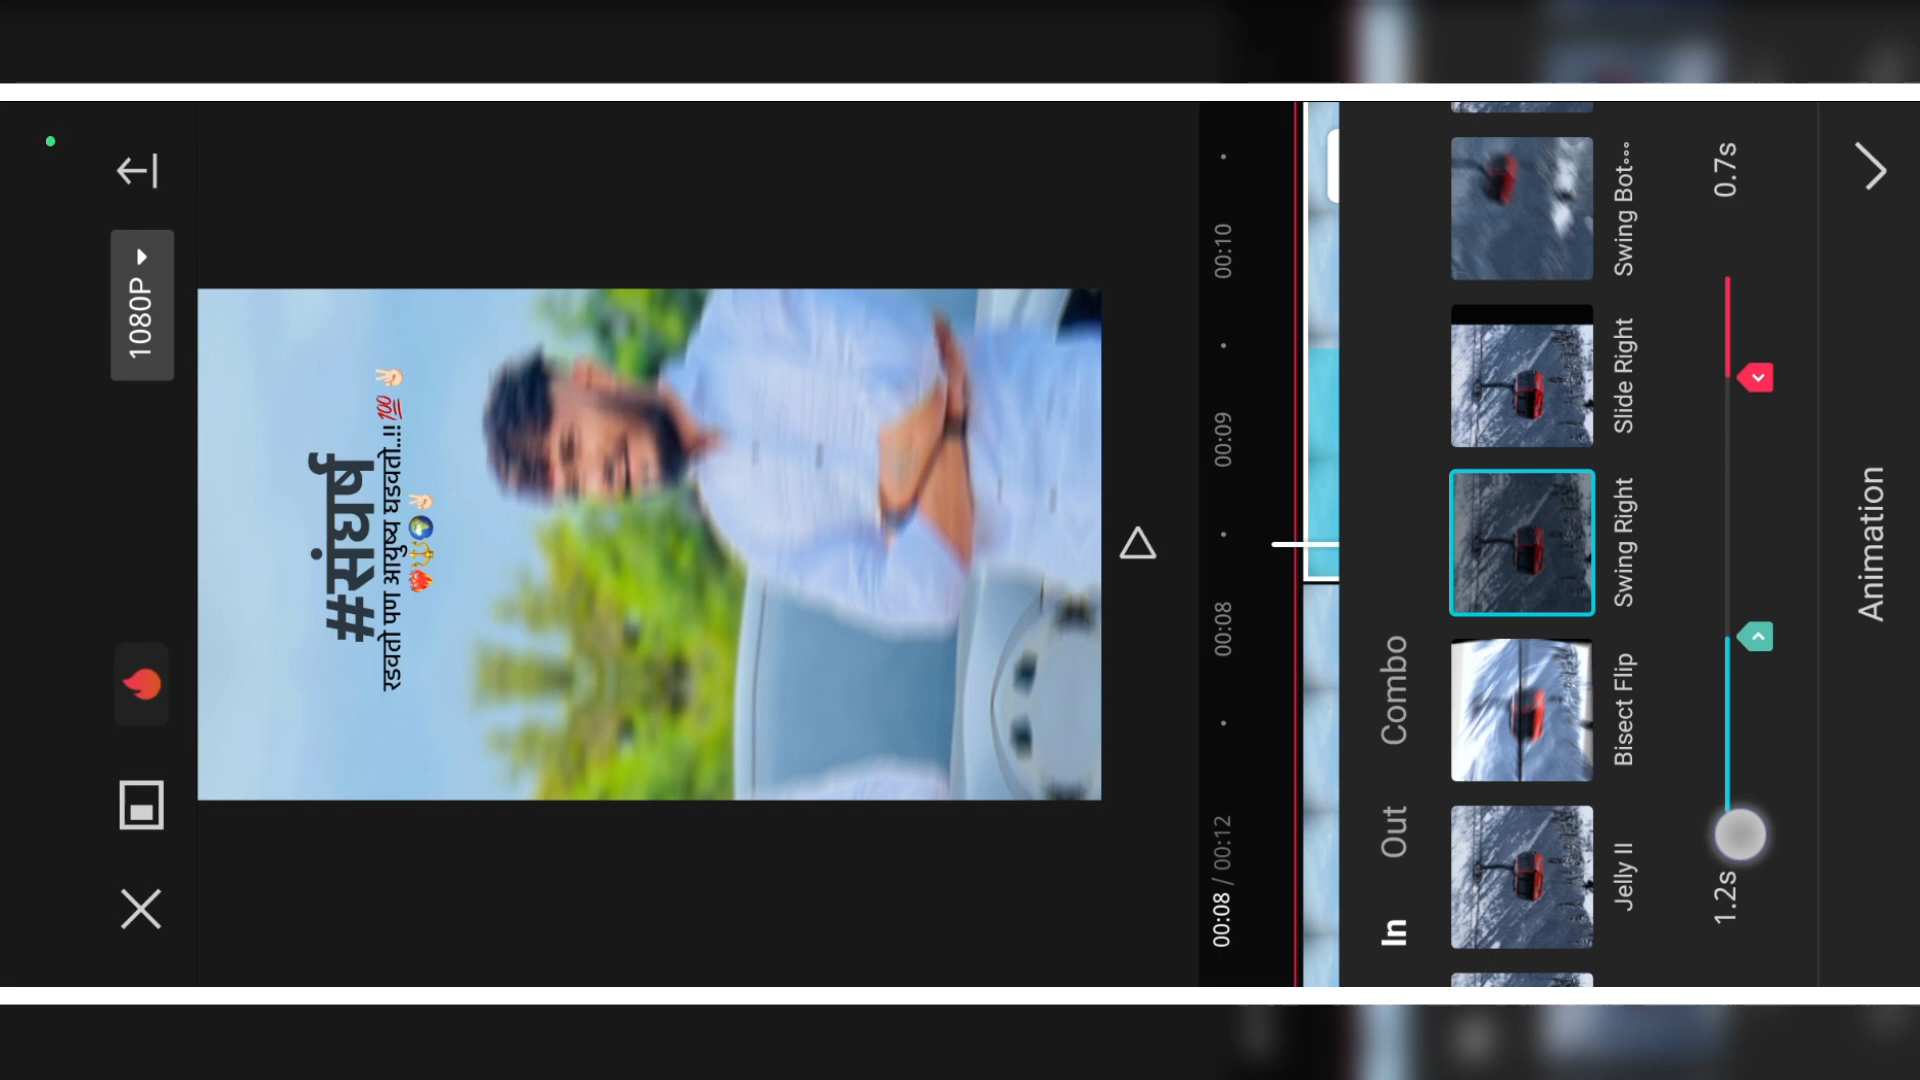 1080P
#संघर्ष
रडवतो पण आयुष्य घडवतो..!!💯✌🏻
❤️‍🔥🔱🌍✌🏻
00:08 / 00:12
00:08
00:09
00:10
In
Out
Combo
Jelly II
Bisect Flip
Swing Right
Slide Right
Swing Bot...
1.2s
0.7s
Animation